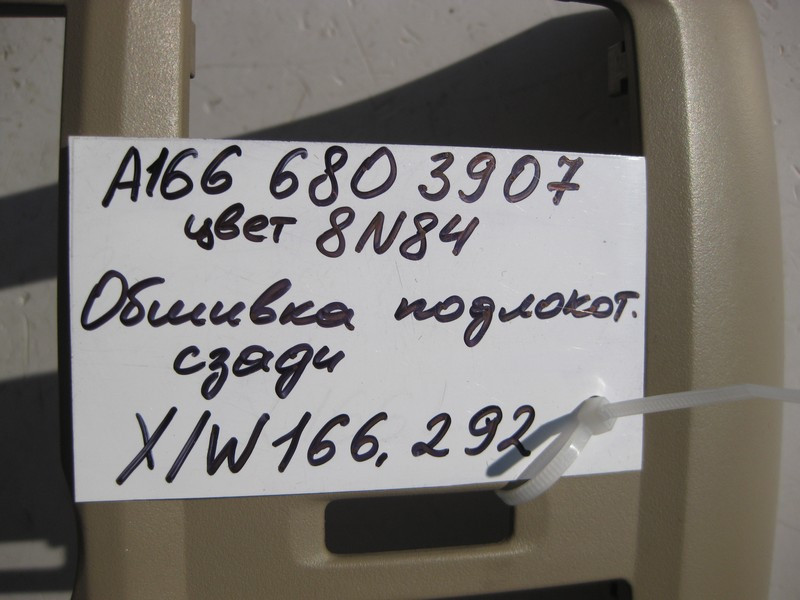 A166 680 3907
цвет 8N84
Обшивка подлокот.
сзади
X/W166, 292